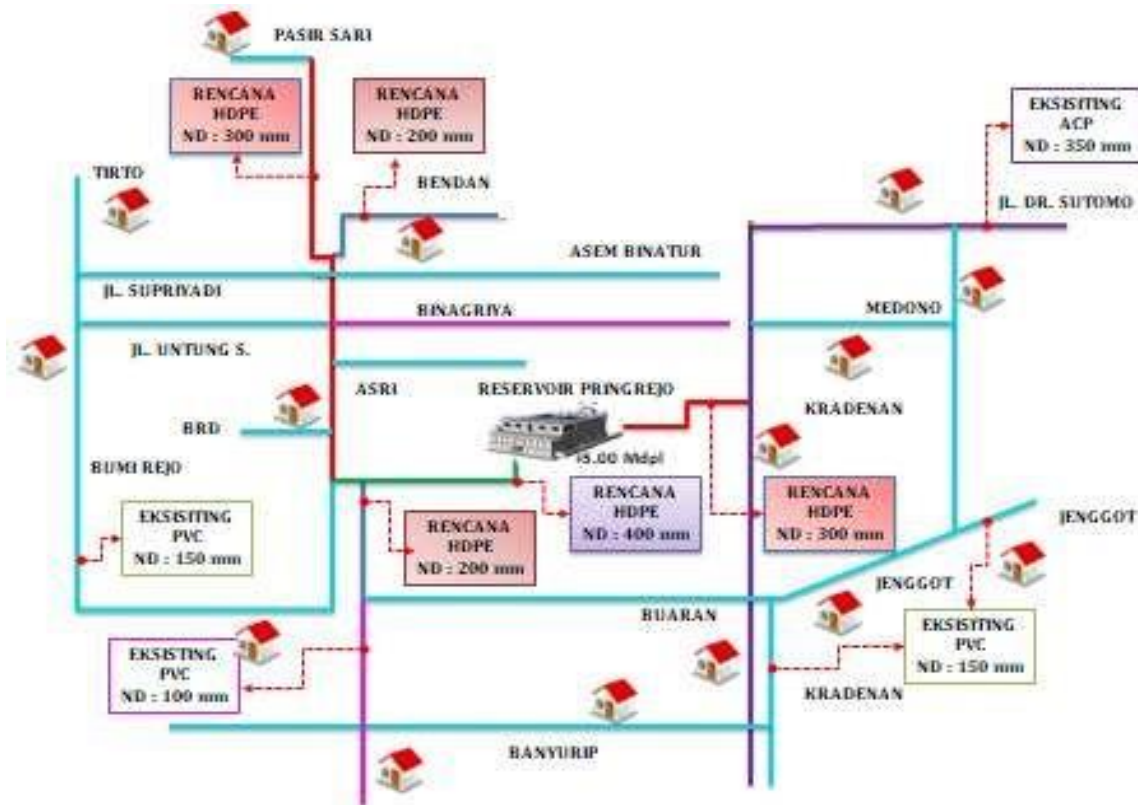 PASIR SARI
RENCANA
HDPE
ND : 300 mm
RENCANA
HDPE
ND : 200 mm
EKSISITING
ACP
ND : 350 mm
TIRTO
BENDAN
JL. DR. SUTOMO
ASEM BINATUR
JL. SUPRIYADI
BINAGRIYA
MEDONO
JL. UNTUNG S.
ASRI
RESERVOIR PRINGREJO
KRADENAN
BRD
BUMI REJO
15.00 Mdpl
EKSISITING
PVC
ND : 150 mm
RENCANA
HDPE
ND : 200 mm
RENCANA
HDPE
ND : 400 mm
RENCANA
HDPE
ND : 300 mm
JENGGOT
JENGGOT
BUARAN
EKSISITING
PVC
ND : 150 mm
EKSISTING
PVC
ND : 100 mm
KRADENAN
BANYURIP